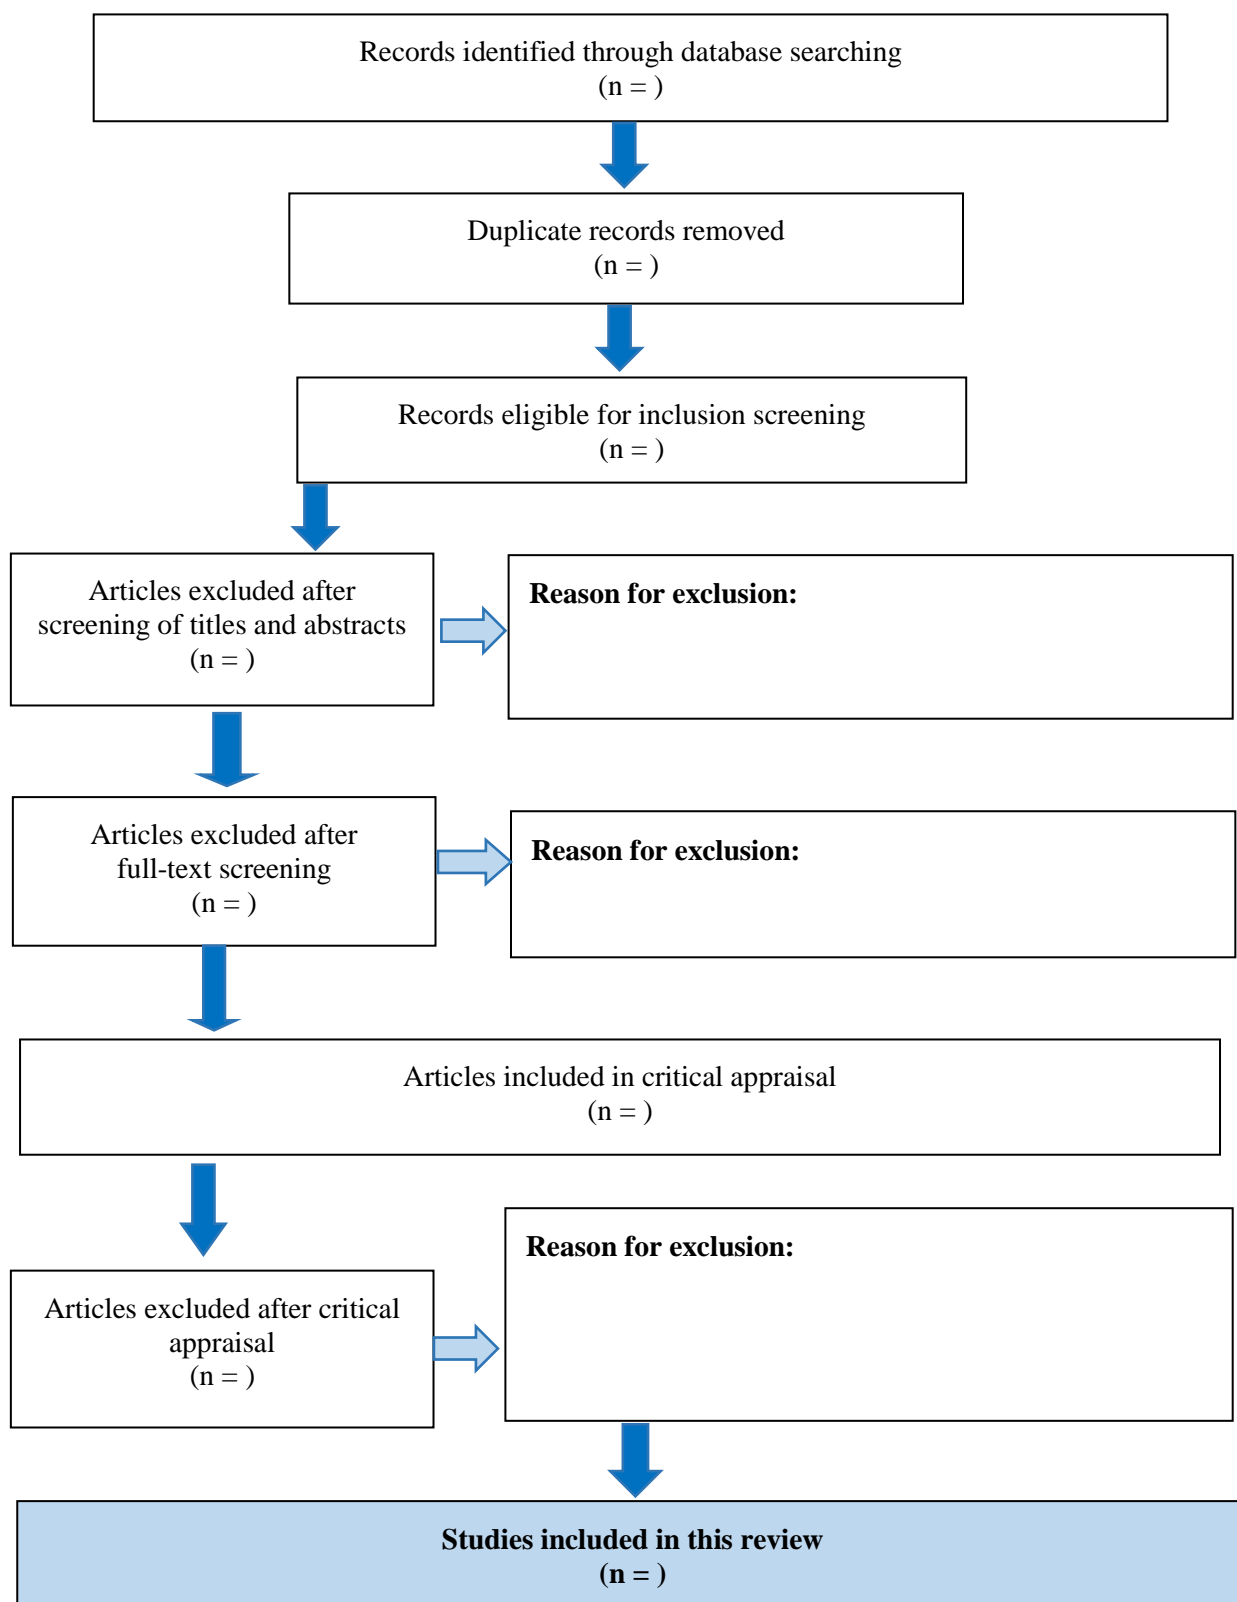 Records identified through database searching
(n = )
Duplicate records removed
(n = )
Records eligible for inclusion screening
(n = )
Articles excluded after
screening of titles and abstracts
(n = )
Reason for exclusion:
Articles excluded after
full-text screening
(n = )
Reason for exclusion:
Articles included in critical appraisal
(n = )
Articles excluded after critical
appraisal
(n = )
Reason for exclusion:
Studies included in this review
(n = )